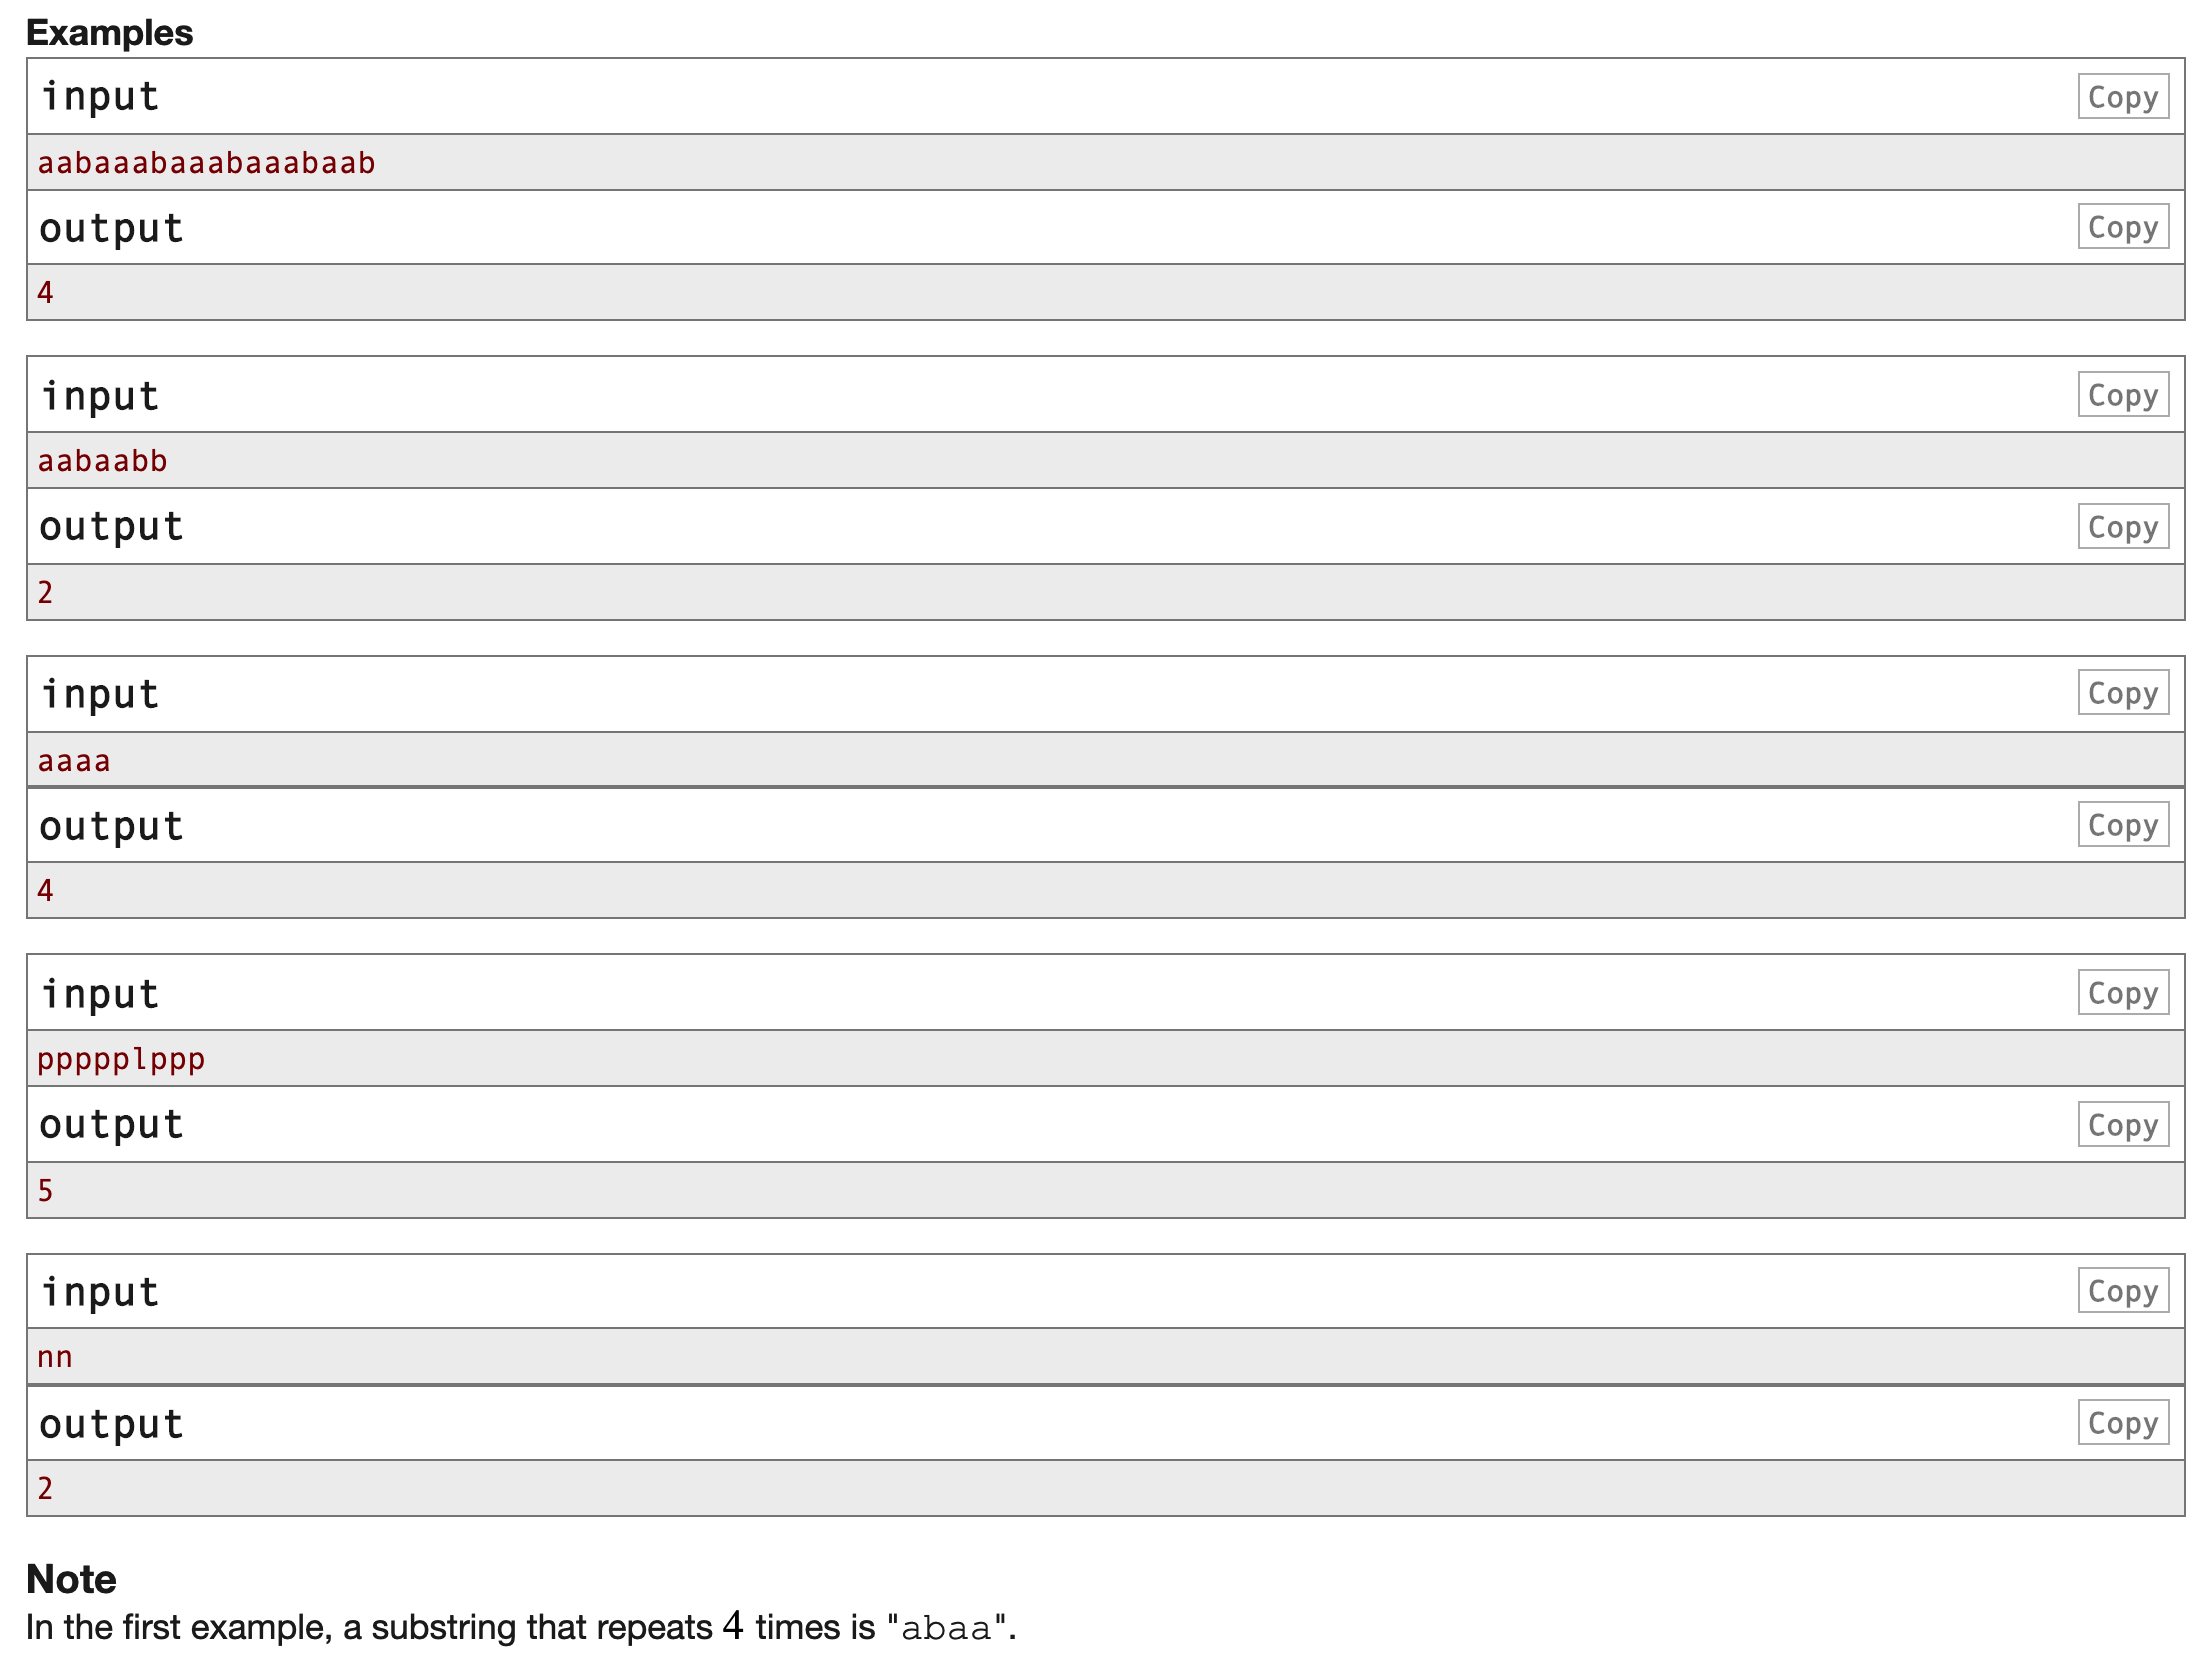 Examples
input
Copy
aabaaabaaabaaabaab
output
Copy
4
input
Copy
aabaabb
output
Copy
2
input
Copy
aaaa
output
Copy
4
input
Copy
ppppplppp
output
Copy
5
input
Copy
nn
output
Copy
2
Note
In the first example, a substring that repeats 4 times is "abaa".